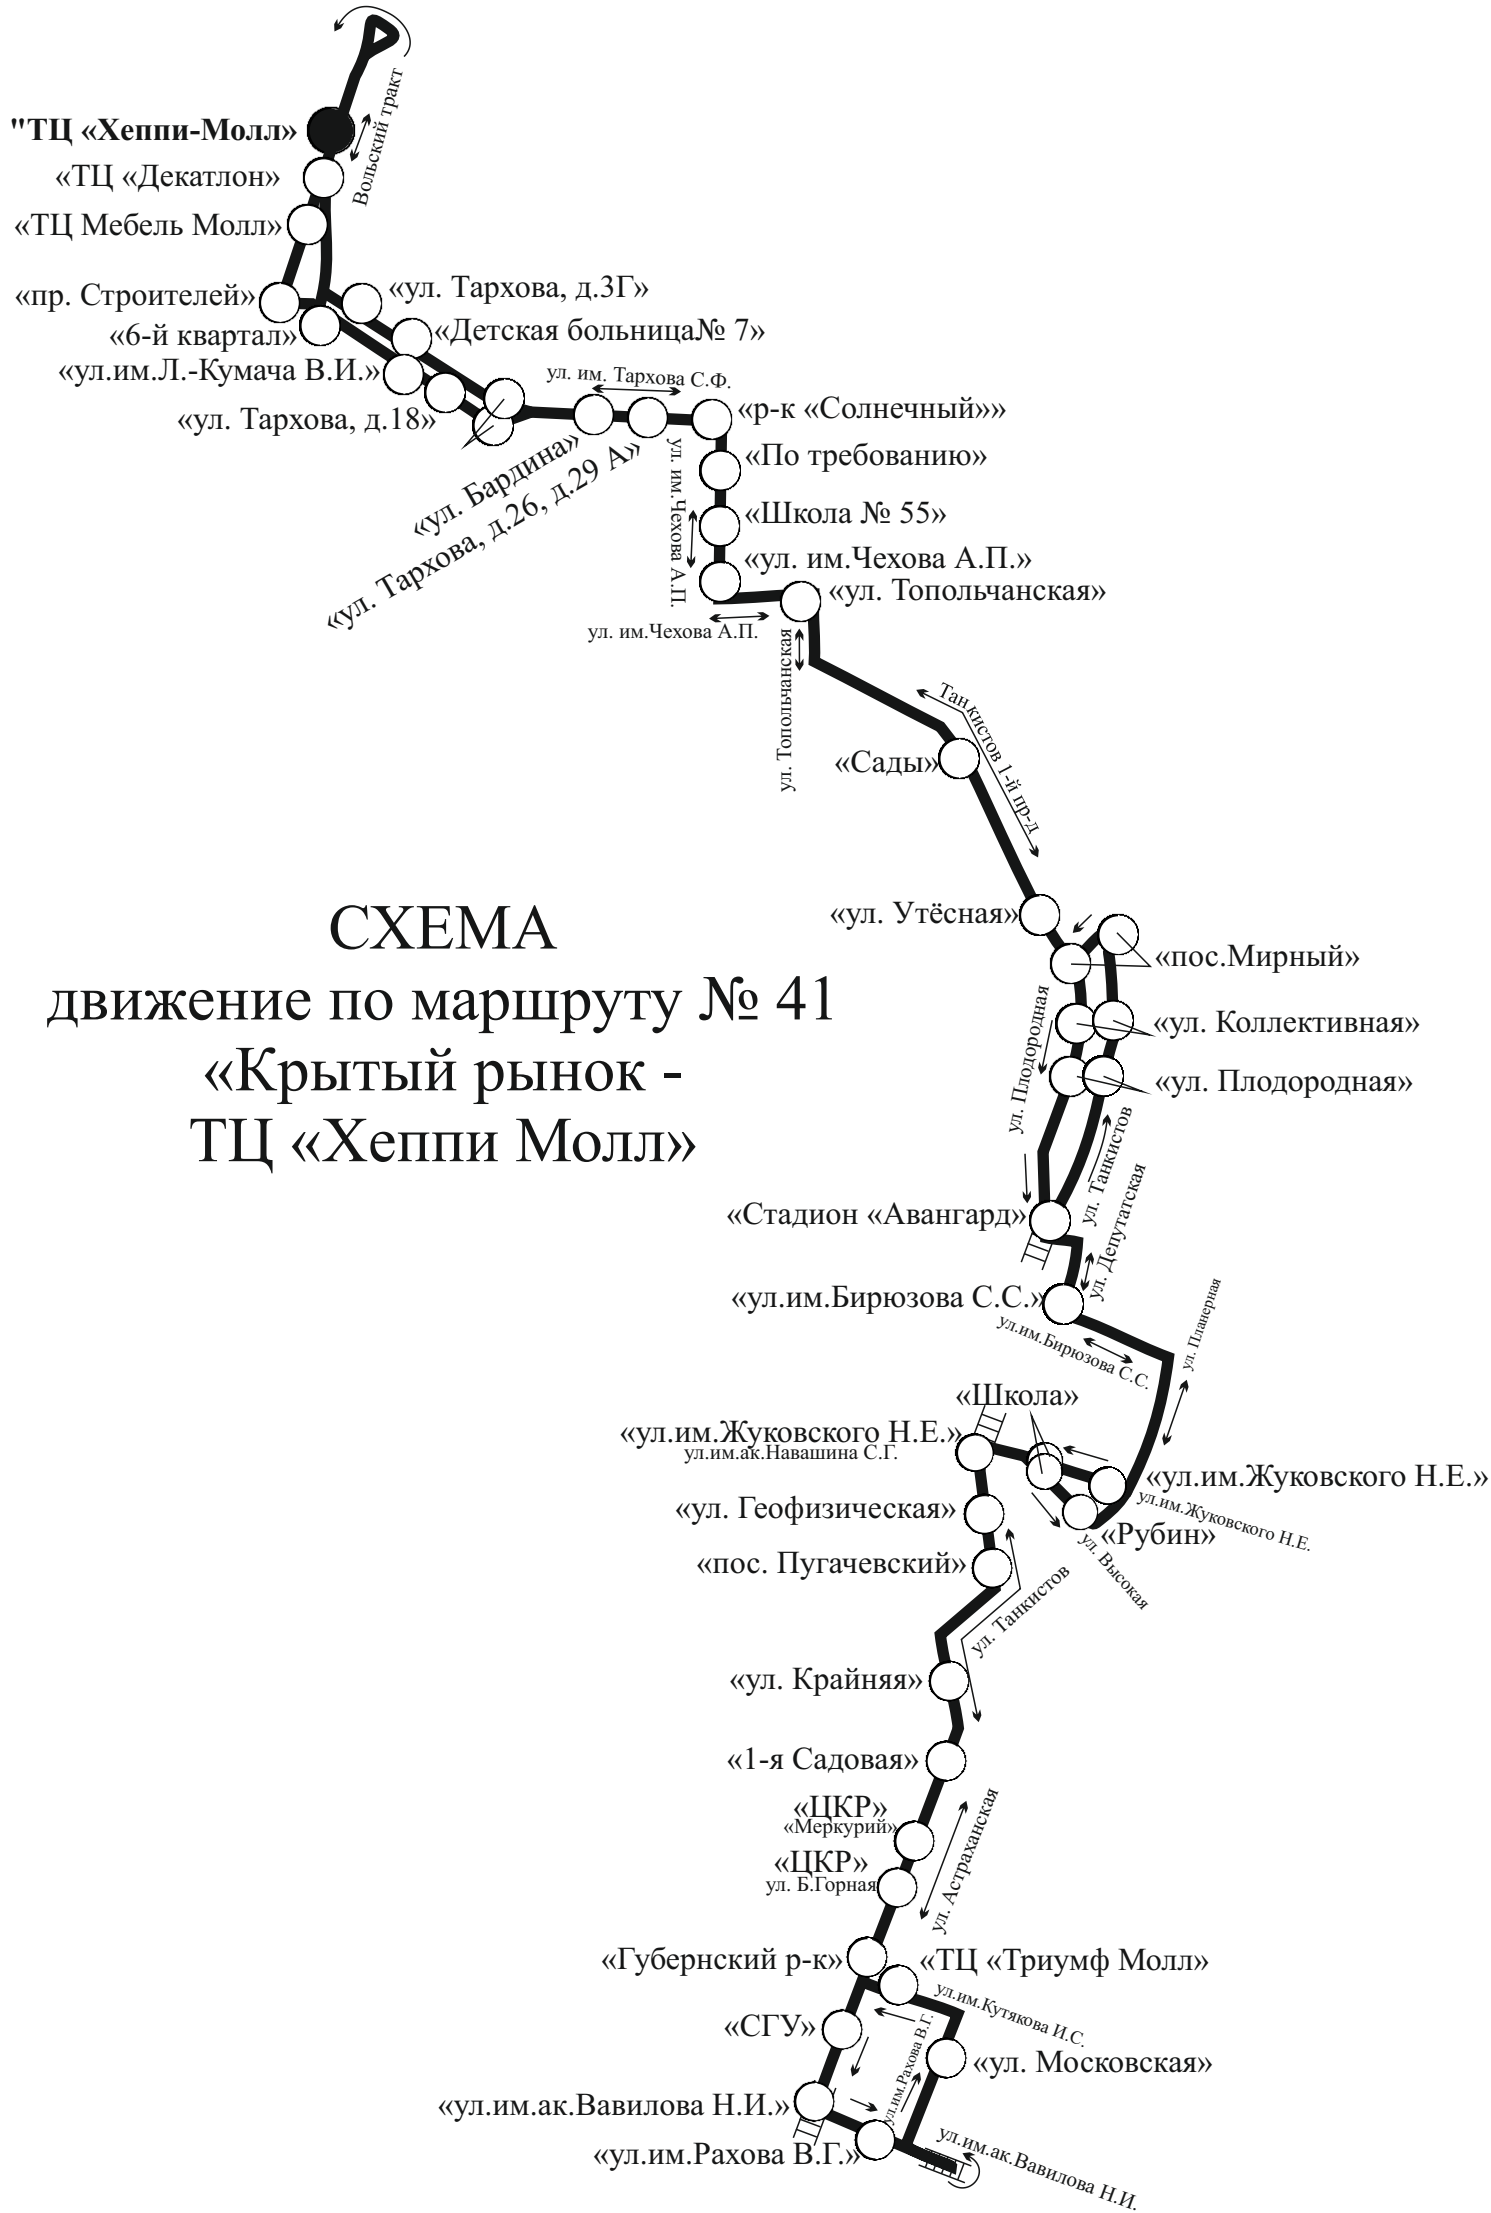 Вольский тракт
"ТЦ «Хеппи-Молл»
«ТЦ «Декатлон»
«ТЦ Мебель Молл»
«пр. Строителей»
«ул. Тархова, д.3Г»
«6-й квартал»
«Детская больница№ 7»
«ул.им.Л.-Кумача В.И.»
ул. им. Тархова С.Ф.
«ул. Тархова, д.18»
«р-к «Солнечный»»
«ул. Бардина»
«ул. Тархова, д.26, д.29 А»
«По требованию»
ул. им.Чехова А.П.
«Школа № 55»
«ул. им.Чехова А.П.»
«ул. Топольчанская»
ул. им.Чехова А.П.
ул. Топольчанская
Танкистов 1-й пр-д
«Сады»
«ул. Утёсная»
СХЕМА
движение по маршруту № 41
«Крытый рынок -
ТЦ «Хеппи Молл»
«пос.Мирный»
ул. Плодородная
«ул. Коллективная»
«ул. Плодородная»
ул. Танкистов
«Стадион «Авангард»
ул. Депутатская
«ул.им.Бирюзова С.С.»
ул.им.Бирюзова С.С.
ул. Планерная
«Школа»
«ул.им.Жуковского Н.Е.»
ул.им.ак.Навашина С.Г.
«ул.им.Жуковского Н.Е.»
ул.им.Жуковского Н.Е.
«ул. Геофизическая»
«Рубин»
ул. Высокая
«пос. Пугачевский»
ул. Танкистов
«ул. Крайняя»
«1-я Садовая»
«ЦКР»
«Меркурий»
«ЦКР»
ул. Б.Горная
ул. Астраханская
«Губернский р-к»
«ТЦ «Триумф Молл»
ул.им.Кутякова И.С.
«СГУ»
ул.им.Рахова В.Г.
«ул. Московская»
«ул.им.ак.Вавилова Н.И.»
«ул.им.Рахова В.Г.»
ул.им.ак.Вавилова Н.И.